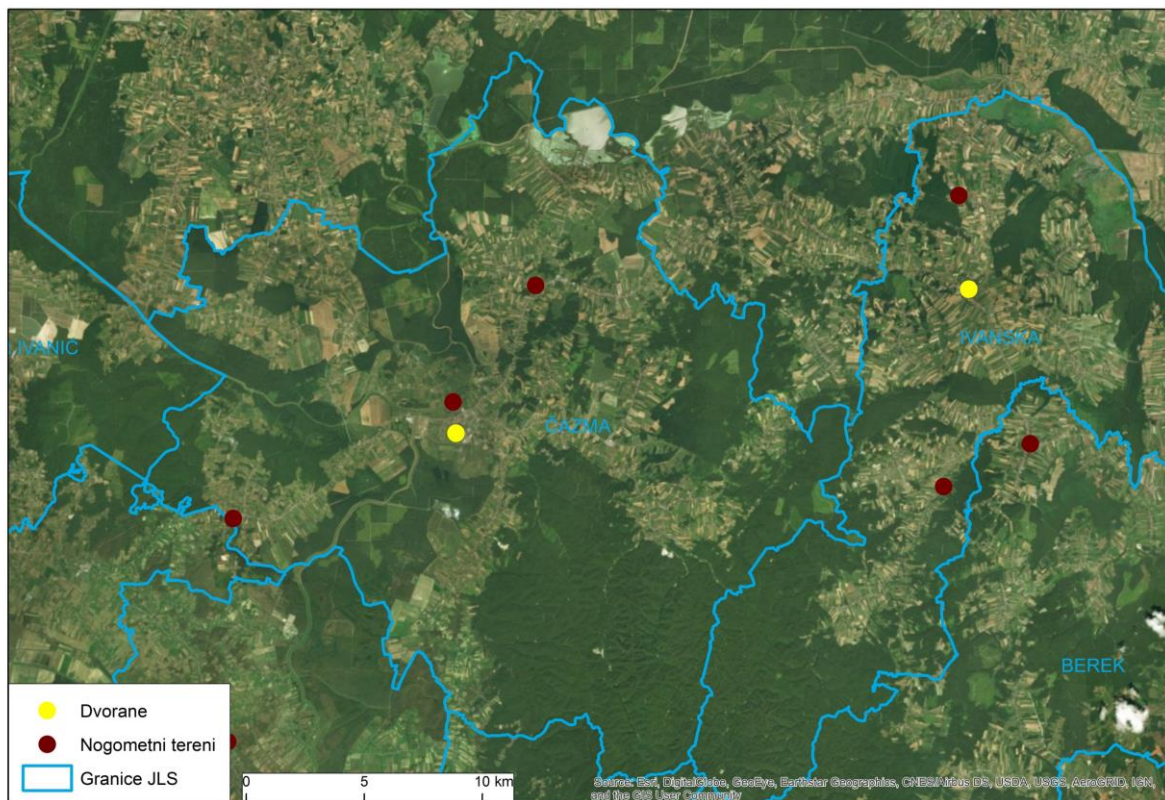 IVANIĆ
IVANSKA
ČAZMA
BEREK
Dvorane
Nogometni tereni
Granice JLS
0 5 10 km
Source: Esri, DigitalGlobe, GeoEye, Earthstar Geographics, CNES/Airbus DS, USDA, USGS, AeroGRID, IGN,
and the GIS User Community